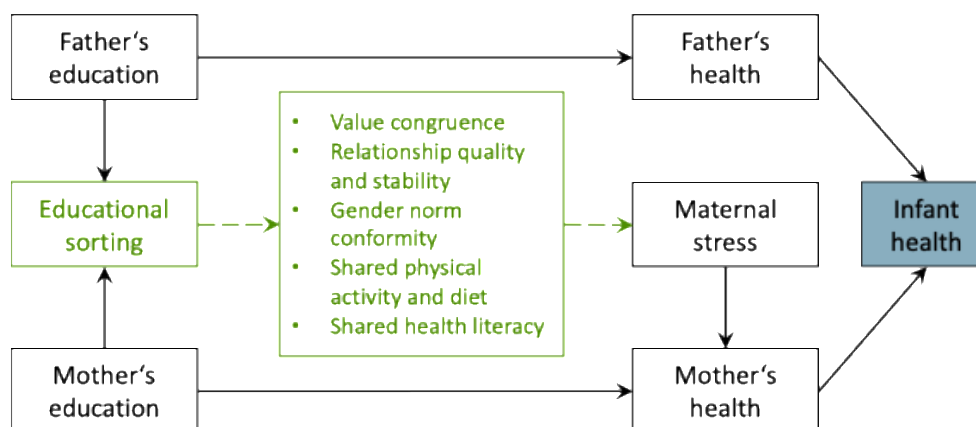 Father‘s
education
Father‘s
health
• Value congruence
• Relationship quality
and stability
• Gender norm
conformity
• Shared physical
activity and diet
• Shared health literacy
Educational
sorting
Maternal
stress
Infant
health
Mother‘s
education
Mother‘s
health